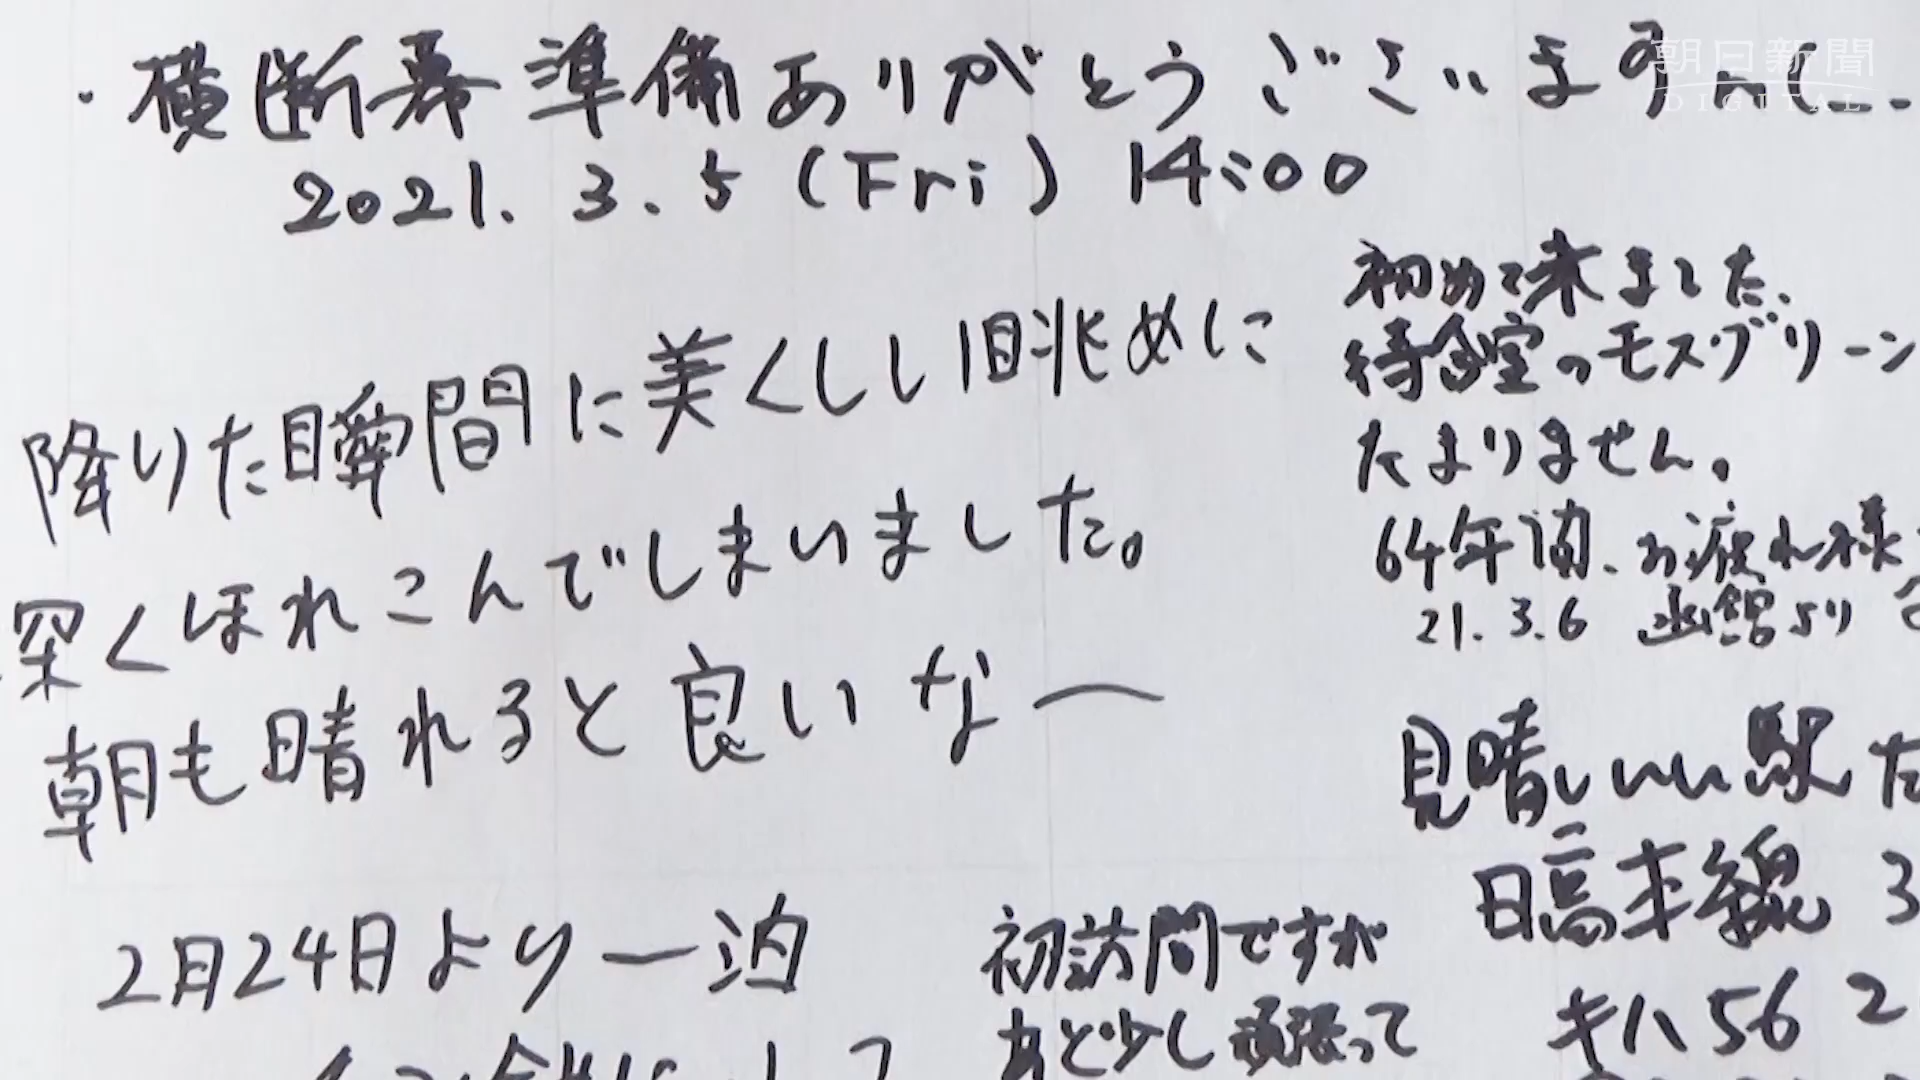 ・横断幕準備ありがとうございました
2021.3.5(Fri) 14:00
降りた瞬間に美くしい眺めに
深くほれこんでしまいました。
朝も晴れると良いなー
2月24日より一泊
初めて来ました、
待合室のモスグリーン
たまりません。
64年間、お疲れ様
21.3.6 函館より
見晴しいい駅た
日高本線 3
キハ56 2
初訪問ですが
あと少し頑張って
朝日新聞
DIGITAL